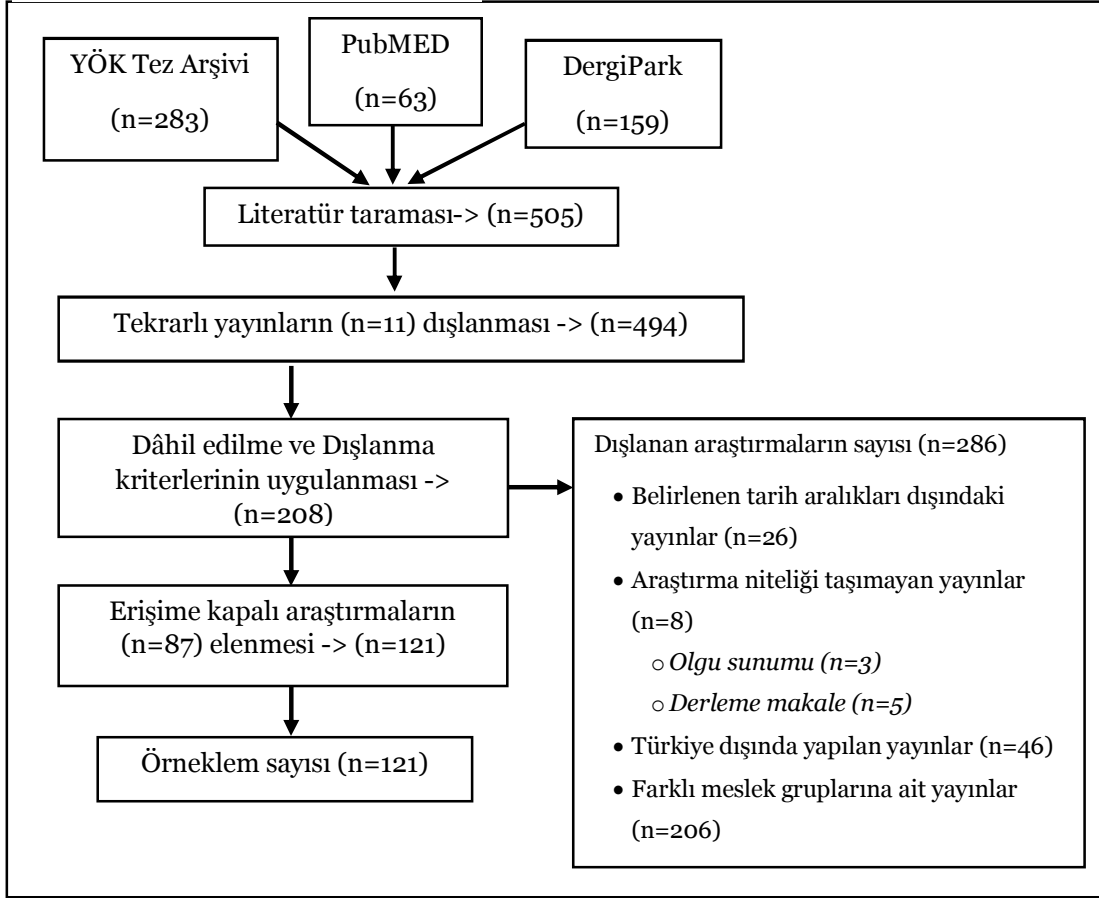 YÖK Tez Arşivi
(n=283)
PubMED
(n=63)
DergiPark
(n=159)
Literatür taraması-> (n=505)
Tekrarlı yayınların (n=11) dışlanması -> (n=494)
Dâhil edilme ve Dışlanma
kriterlerinin uygulanması ->
(n=208)
Erişime kapalı araştırmaların
(n=87) elenmesi -> (n=121)
Örneklem sayısı (n=121)
Dışlanan araştırmaların sayısı (n=286)
• Belirlenen tarih aralıkları dışındaki
yayınlar (n=26)
• Araştırma niteliği taşımayan yayınlar
(n=8)
o Olgu sunumu (n=3)
o Derleme makale (n=5)
• Türkiye dışında yapılan yayınlar (n=46)
• Farklı meslek gruplarına ait yayınlar
(n=206)